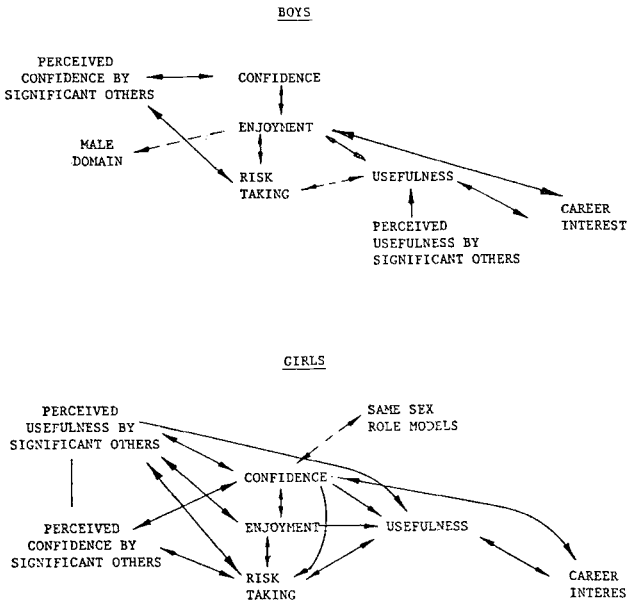 BOYS
PERCEIVED
CONFIDENCE BY
SIGNIFICANT OTHERS
CONFIDENCE
ENJOYMENT
MALE
DOMAIN
RISK
TAKING
USEFULNESS
CAREER
INTEREST
PERCEIVED
USEFULNESS BY
SIGNIFICANT OTHERS
GIRLS
PERCEIVED
USEFULNESS BY
SIGNIFICANT OTHERS
SAME SEX
ROLE MODELS
CONFIDENCE
ENJOYMENT
USEFULNESS
PERCEIVED
CONFIDENCE BY
SIGNIFICANT OTHERS
RISK
TAKING
CAREER
INTERES